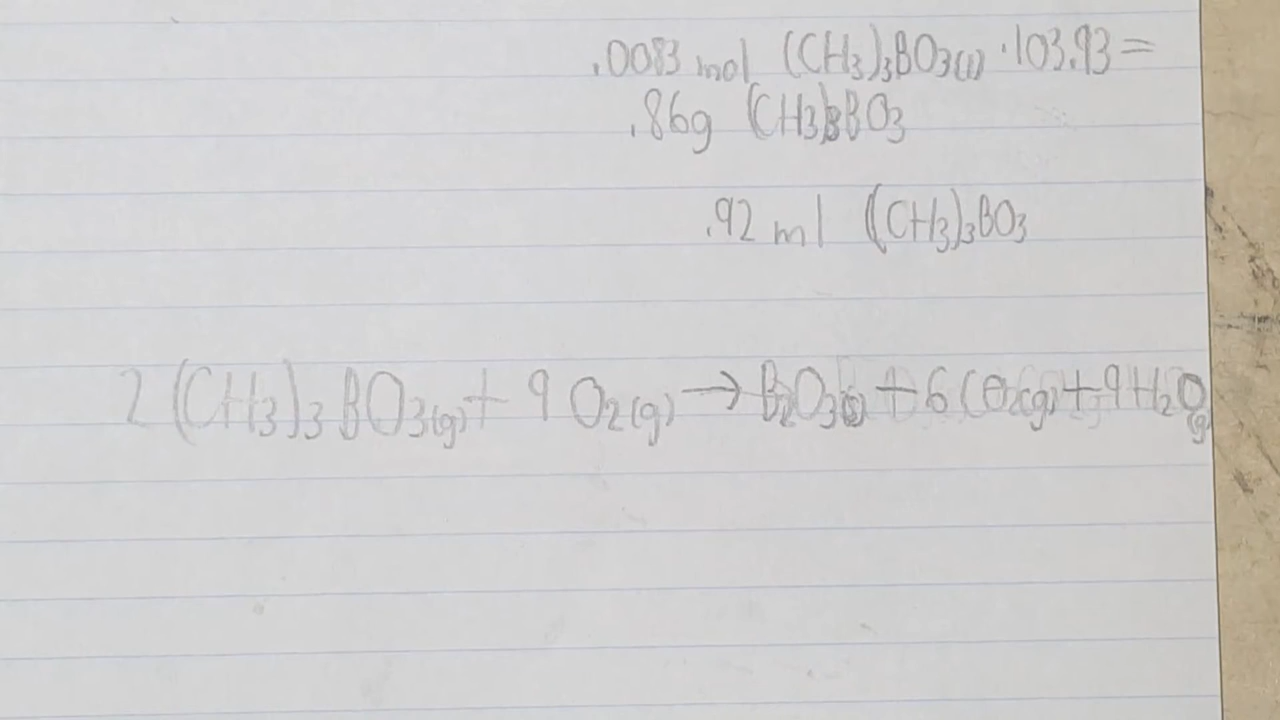 .0083 mol (CH3)3BO3(l) · 103.93 =
.86g (CH3)3BO3
.92 ml (CH3)3BO3
2 (CH3)3BO3(g) + 9 O2(g) → B2O3(s) + 6 CO2(g) + 9 H2O(g)